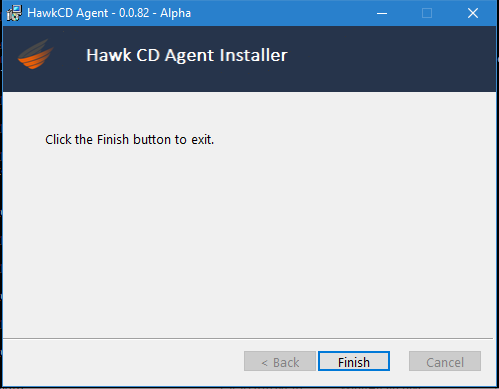 HawkCD Agent - 0.0.82 - Alpha
Hawk CD Agent Installer
Click the Finish button to exit.
< Back Finish Cancel